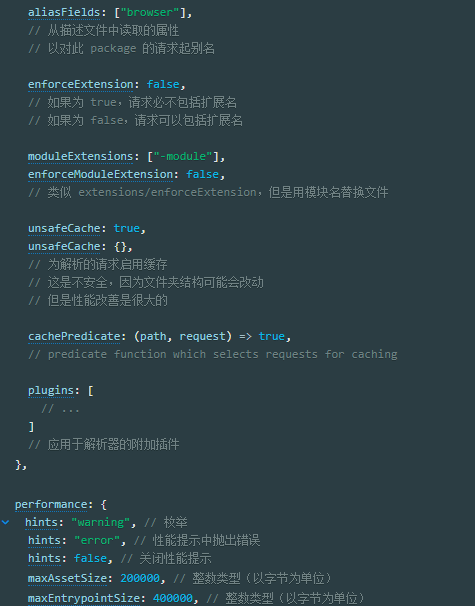 aliasFields: ["browser"],
// 从描述文件中读取的属性
// 以对此 package 的请求起别名
enforceExtension: false,
// 如果为 true，请求必不包括扩展名
// 如果为 false，请求可以包括扩展名
moduleExtensions: ["-module"],
enforceModuleExtension: false,
// 类似 extensions/enforceExtension，但是用模块名替换文件
unsafeCache: true,
unsafeCache: {},
// 为解析的请求启用缓存
// 这是不安全，因为文件夹结构可能会改动
// 但是性能改善是很大的
cachePredicate: (path, request) => true,
// predicate function which selects requests for caching
plugins: [
// ...
]
// 应用于解析器的附加插件
},
performance: {
hints: "warning", // 枚举
hints: "error", // 性能提示中抛出错误
hints: false, // 关闭性能提示
maxAssetSize: 200000, // 整数类型（以字节为单位）
maxEntrypointSize: 400000, // 整数类型（以字节为单位）